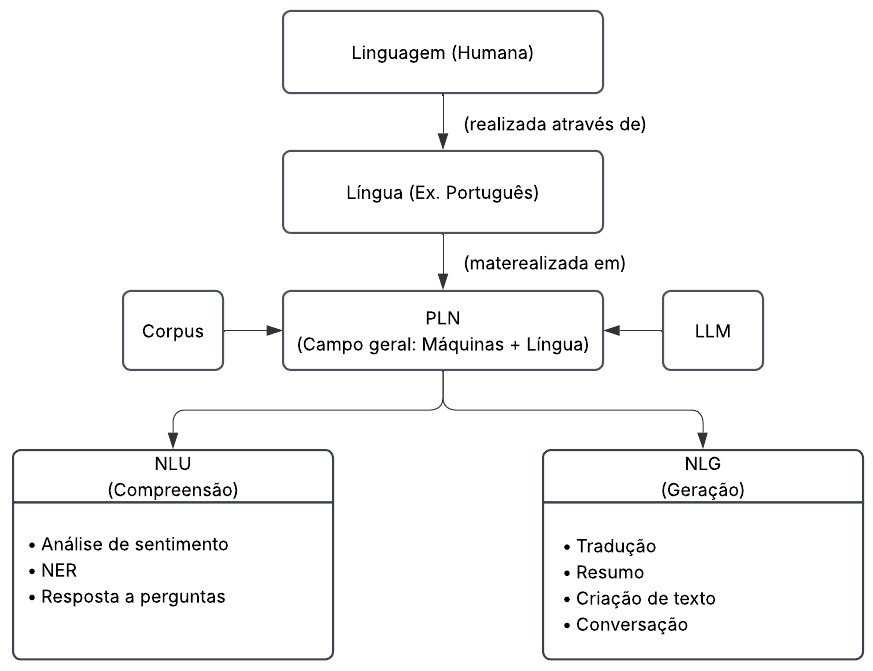 Linguagem (Humana)
(realizada através de)
Língua (Ex. Português)
(materealizada em)
Corpus
PLN
(Campo geral: Máquinas + Língua)
LLM
NLU
(Compreensão)
• Análise de sentimento
• NER
• Resposta a perguntas
NLG
(Geração)
• Tradução
• Resumo
• Criação de texto
• Conversação